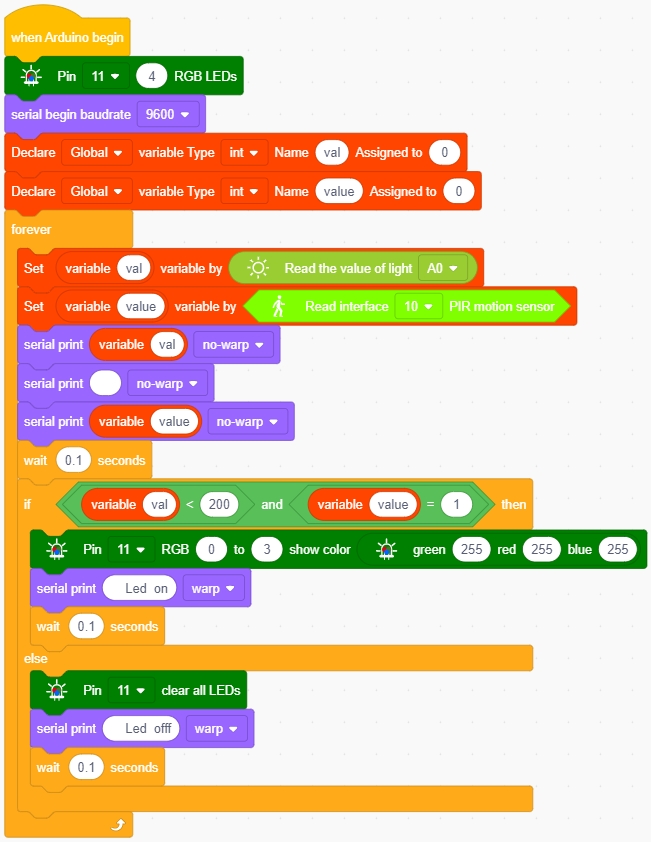 when Arduino begin
Pin 11 4 RGB LEDs
serial begin baudrate 9600
Declare Global variable Type int Name val Assigned to 0
Declare Global variable Type int Name value Assigned to 0
forever
Set variable val variable by Read the value of light A0
Set variable value variable by Read interface 10 PIR motion sensor
serial print variable val no-warp
serial print no-warp
serial print variable value no-warp
wait 0.1 seconds
if variable val < 200 and variable value = 1 then
Pin 11 RGB 0 to 3 show color green 255 red 255 blue 255
serial print Led on warp
wait 0.1 seconds
else
Pin 11 clear all LEDs
serial print Led offf warp
wait 0.1 seconds